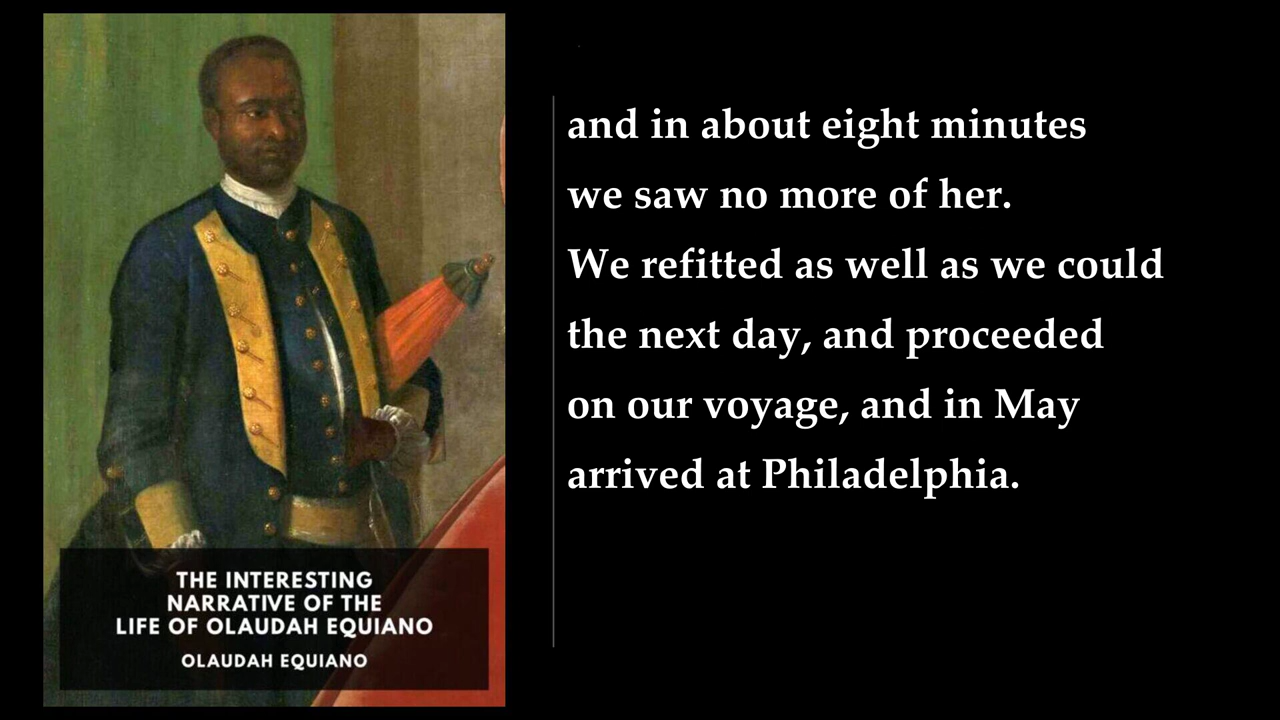 THE INTERESTING
NARRATIVE OF THE
LIFE OF OLAUDAH EQUIANO
OLAUDAH EQUIANO
and in about eight minutes
we saw no more of her.
We refitted as well as we could
the next day, and proceeded
on our voyage, and in May
arrived at Philadelphia.